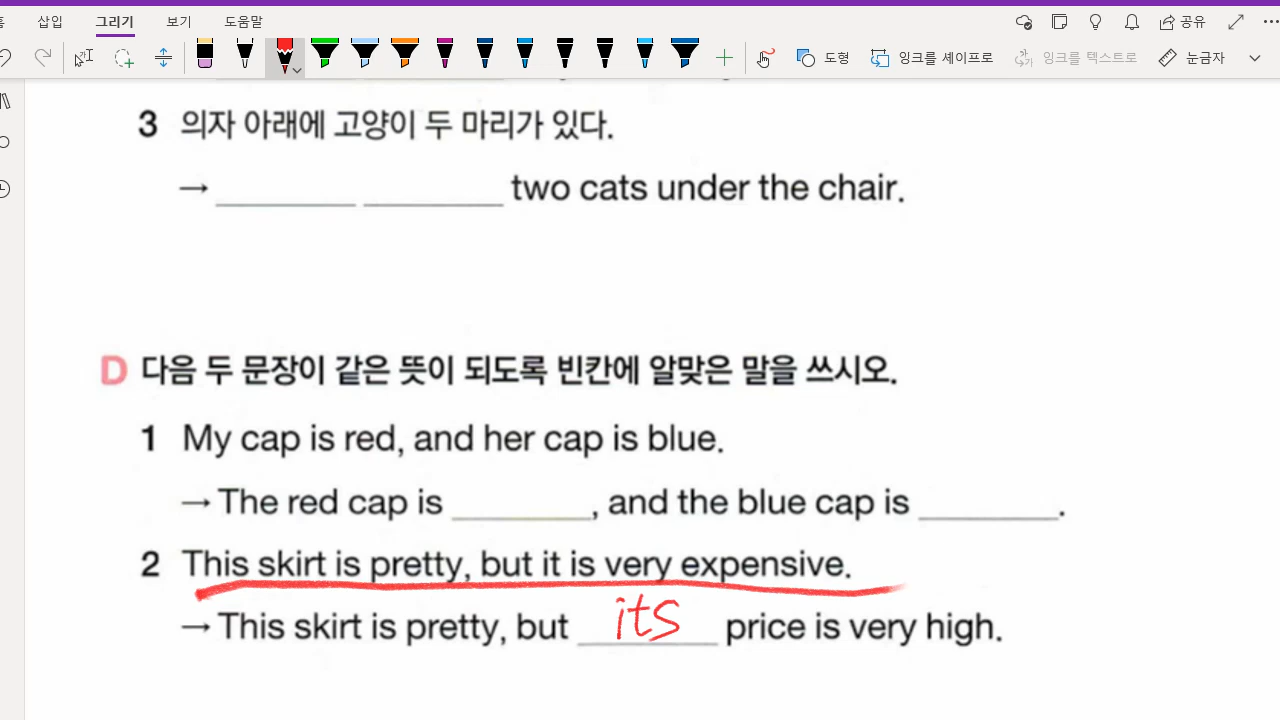 삽입 그리기 보기 도움말 공유
도형 잉크를 셰이프로 잉크를 텍스트로 눈금자
3 의자 아래에 고양이 두 마리가 있다.
→ ________ ________ two cats under the chair.
D 다음 두 문장이 같은 뜻이 되도록 빈칸에 알맞은 말을 쓰시오.
1 My cap is red, and her cap is blue.
→ The red cap is ________, and the blue cap is ________.
2 This skirt is pretty, but it is very expensive.
→ This skirt is pretty, but its price is very high.